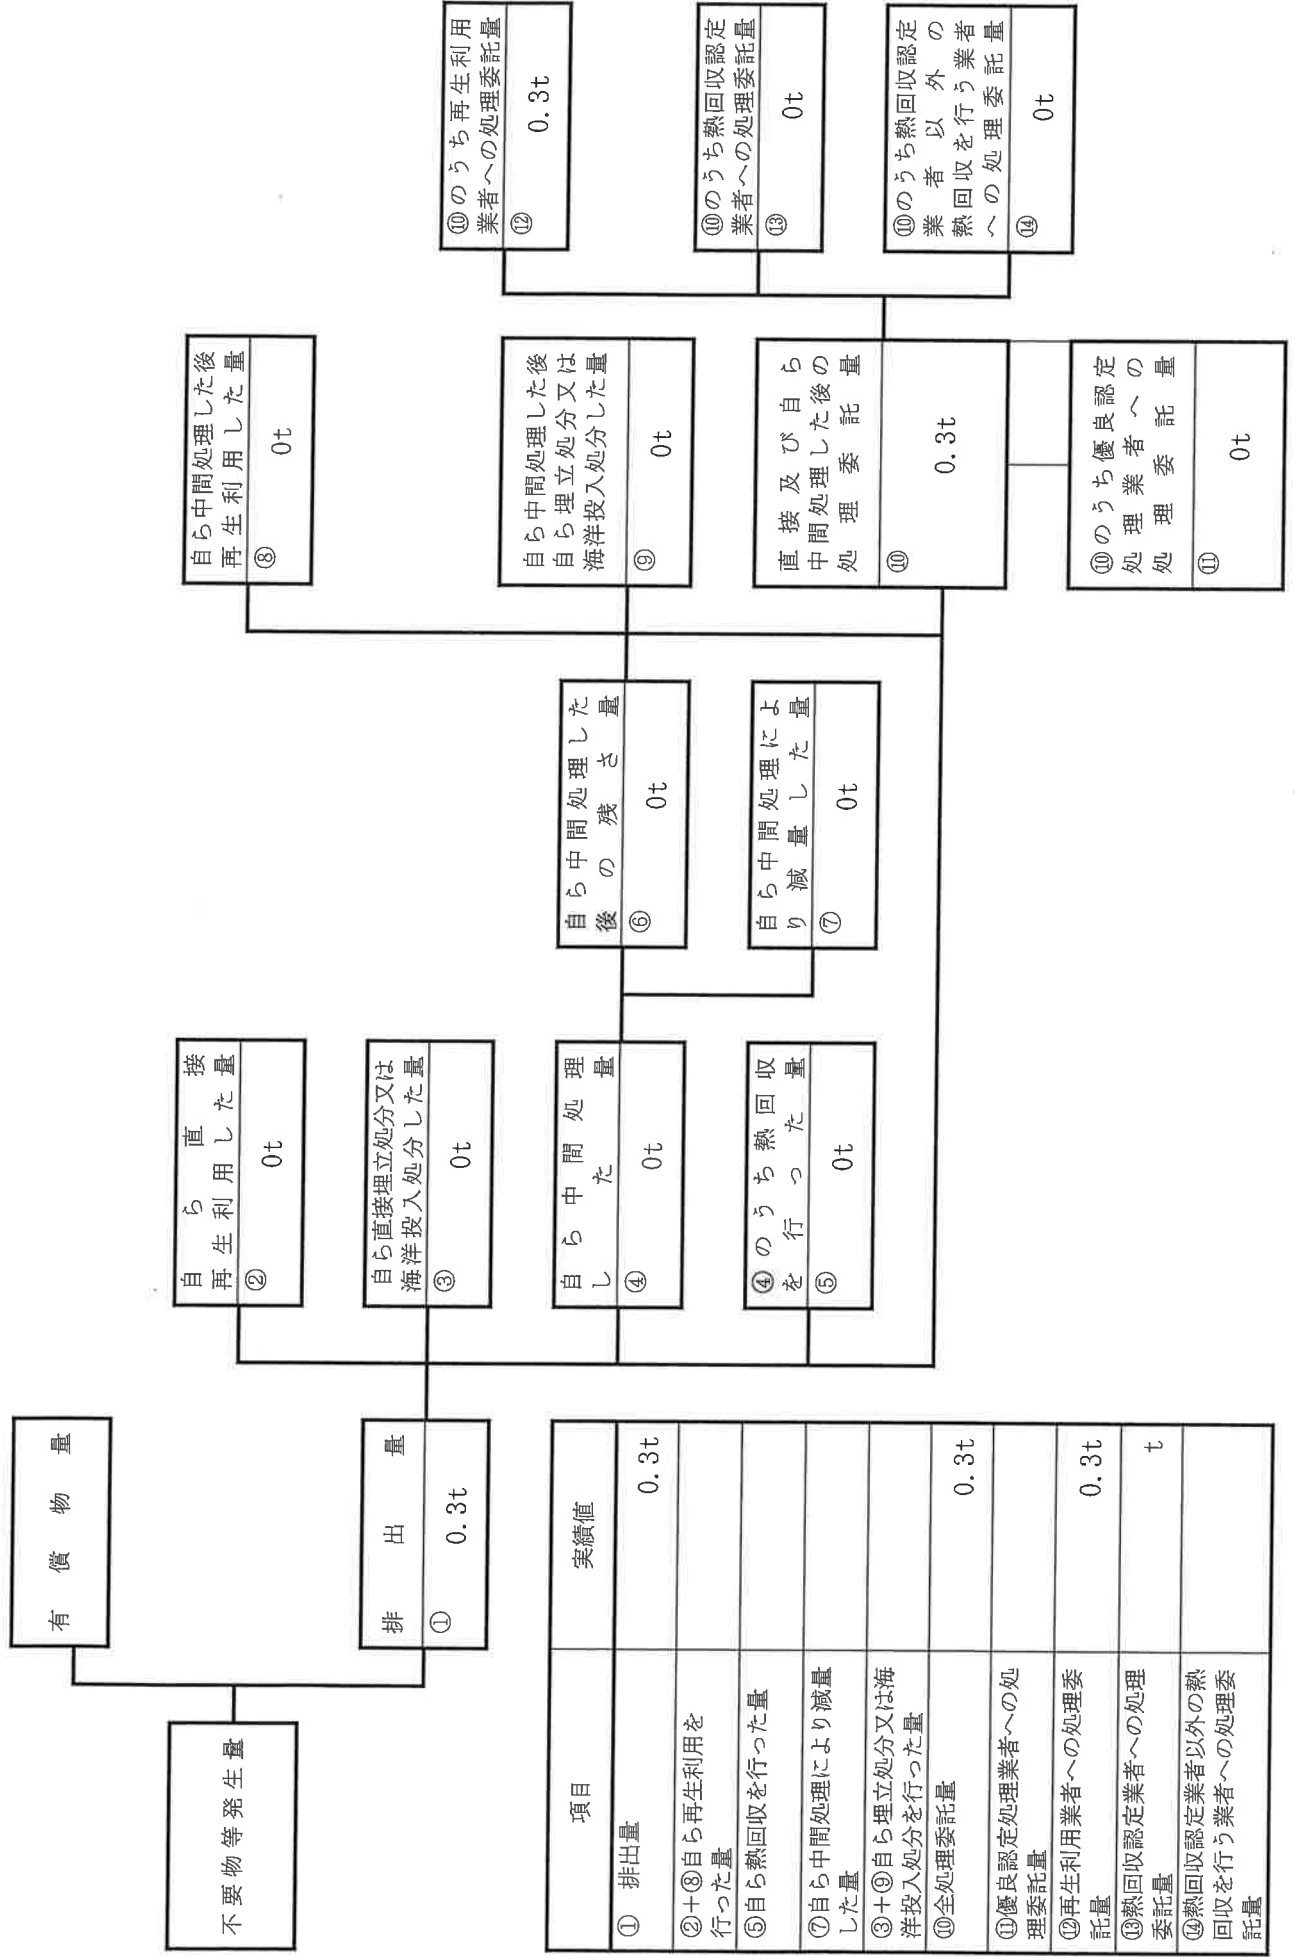 不要物等発生量
有償物量
排出量
① 0.3t
自ら直接
再生利用した量
② 0t
自ら直接埋立処分又は
海洋投入処分した量
③ 0t
自ら中間処理
した量
④ 0t
④のうち熱回収
を行った量
⑤ 0t
自ら中間処理した
後の残さ量
⑥ 0t
自ら中間処理によ
り減量した量
⑦ 0t
自ら中間処理した後
再生利用した量
⑧ 0t
自ら中間処理した後
自ら埋立処分又は
海洋投入処分した量
⑨ 0t
直接及び自ら
中間処理した後の
処理委託量
⑩ 0.3t
⑩のうち優良認定
処理業者への
処理委託量
⑪ 0t
⑩のうち再生利用
業者への処理委託量
⑫ 0.3t
⑩のうち熱回収認定
業者への処理委託量
⑬ 0t
⑩のうち熱回収認定
業者以外の
熱回収を行う業者
への処理委託量
⑭ 0t
項目 実績値
① 排出量 0.3t
②+⑧自ら再生利用を
行った量
⑤自ら熱回収を行った量
⑦自ら中間処理により減量
した量
③+⑨自ら埋立処分又は海
洋投入処分を行った量
⑩全処理委託量 0.3t
⑪優良認定処理業者への処
理委託量
⑫再生利用業者への処理委
託量 0.3t
⑬熱回収認定業者への処理
委託量 t
⑭熱回収認定業者以外の熱
回収を行う業者への処理委
託量